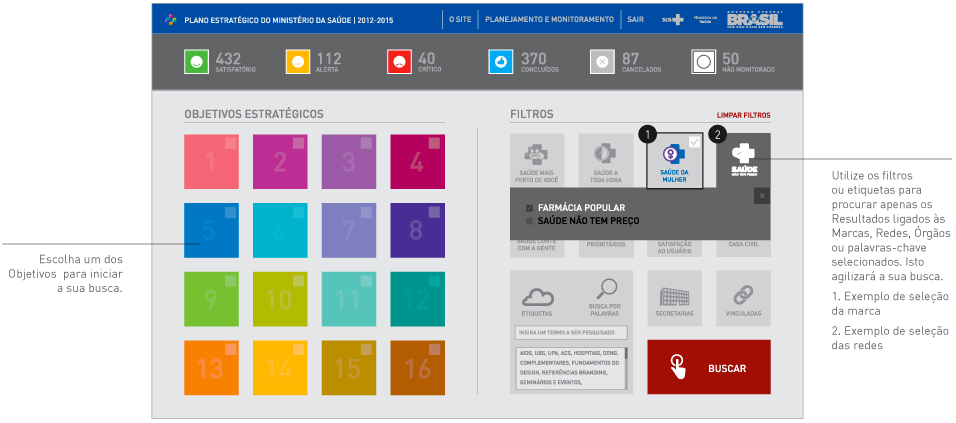 PLANO ESTRATÉGICO DO MINISTÉRIO DA SAÚDE | 2012-2015
O SITE
PLANEJAMENTO E MONITORAMENTO
SAIR
SUS
Ministério da
Saúde
GOVERNO FEDERAL
BRASIL
PAÍS RICO É PAÍS SEM POBREZA
432
SATISFATÓRIO
112
ALERTA
40
CRÍTICO
370
CONCLUÍDOS
87
CANCELADOS
50
NÃO MONITORADO
OBJETIVOS ESTRATÉGICOS
1
2
3
4
5
6
7
8
9
10
11
12
13
14
15
16
Escolha um dos
Objetivos para iniciar
a sua busca.
FILTROS
LIMPAR FILTROS
1
2
SAÚDE MAIS
PERTO DE VOCÊ
SAÚDE A
TODA HORA
SAÚDE DA
MULHER
SAÚDE
NÃO TEM PREÇO
FARMÁCIA POPULAR
SAÚDE NÃO TEM PREÇO
SAÚDE CONTE
COM A GENTE
PRIORITÁRIOS
SATISFAÇÃO
AO USUÁRIO
CASA CIVIL
ETIQUETAS
BUSCA POR
PALAVRAS
SECRETARIAS
VINCULADAS
INSIRA UM TERMO A SER PESQUISADO
AIDS, UBS, UPA, ACS, HOSPITAIS, DENG,
COMPLEMENTARES, FUNDAMENTOS DO
DESIGN, REFERÊNCIAS BRANDING,
SEMINÁRIOS E EVENTOS,
BUSCAR
Utilize os filtros
ou etiquetas para
procurar apenas os
Resultados ligados às
Marcas, Redes, Órgãos
ou palavras-chave
selecionados. Isto
agilizará a sua busca.
1. Exemplo de seleção
da marca
2. Exemplo de seleção
das redes